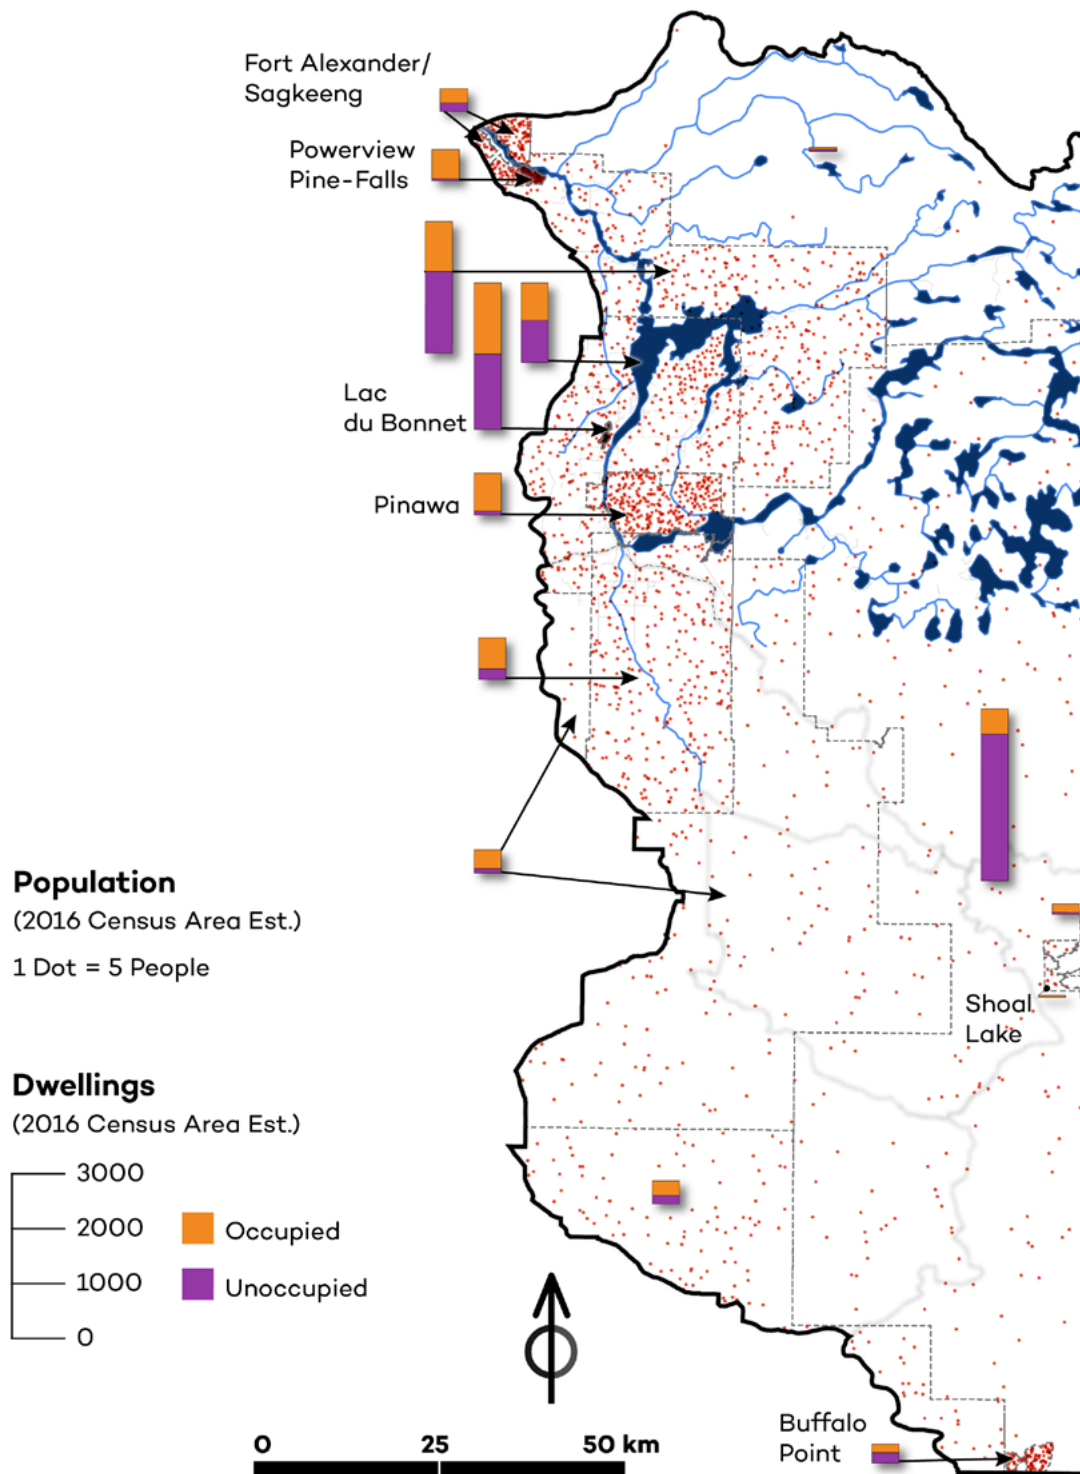 Fort Alexander/
Sagkeeng
Powerview
Pine-Falls
Lac
du Bonnet
Pinawa
Population
(2016 Census Area Est.)
1 Dot = 5 People
Shoal
Lake
Dwellings
(2016 Census Area Est.)
3000
2000
1000
0
Occupied
Unoccupied
Buffalo
Point
0 25 50 km